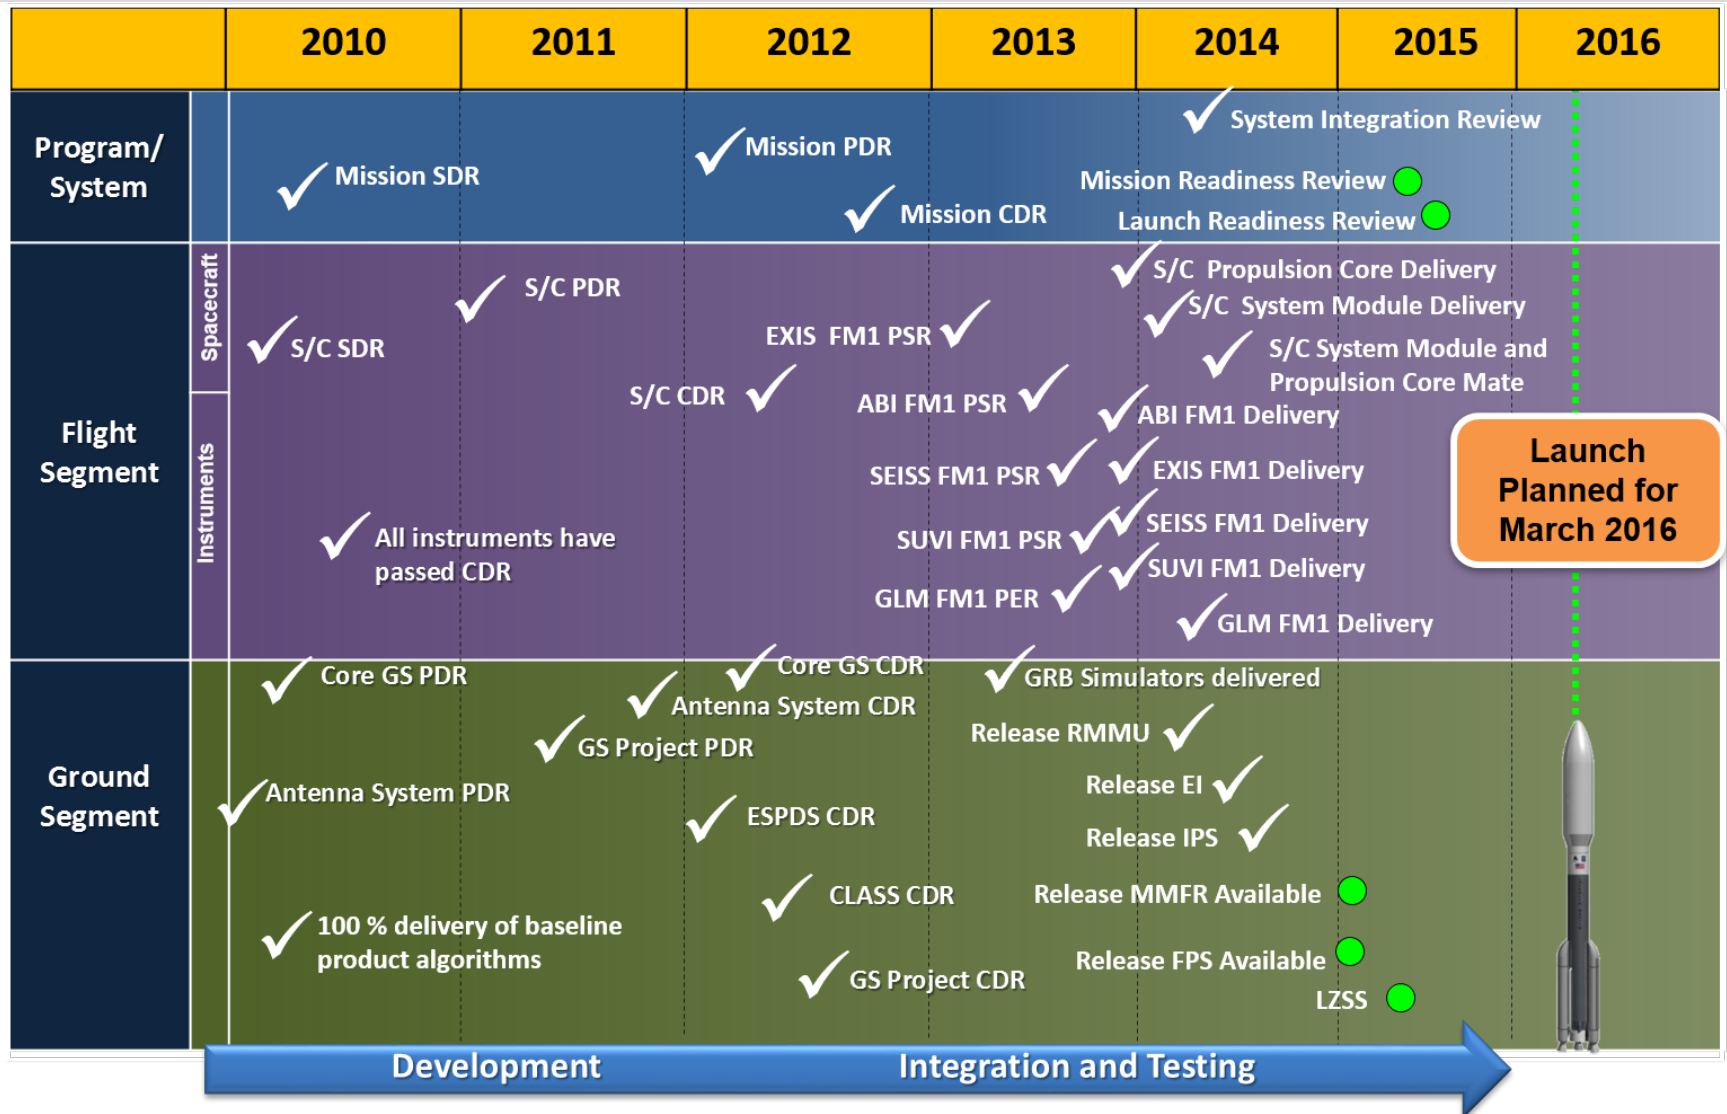 2010
2011
2012
2013
2014
2015
2016
Program/
System
System Integration Review
Mission PDR
Mission SDR
Mission Readiness Review
Mission CDR
Launch Readiness Review
Flight
Segment
Spacecraft
S/C Propulsion Core Delivery
S/C PDR
S/C System Module Delivery
EXIS FM1 PSR
S/C SDR
S/C System Module and
Propulsion Core Mate
S/C CDR
ABI FM1 PSR
ABI FM1 Delivery
Instruments
SEISS FM1 PSR
EXIS FM1 Delivery
SEISS FM1 Delivery
All instruments have
passed CDR
SUVI FM1 PSR
SUVI FM1 Delivery
GLM FM1 PER
GLM FM1 Delivery
Launch
Planned for
March 2016
Ground
Segment
Core GS PDR
Core GS CDR
GRB Simulators delivered
Antenna System CDR
Release RMMU
GS Project PDR
Release EI
Antenna System PDR
ESPDS CDR
Release IPS
CLASS CDR
Release MMFR Available
100 % delivery of baseline
product algorithms
Release FPS Available
GS Project CDR
LZSS
Development
Integration and Testing